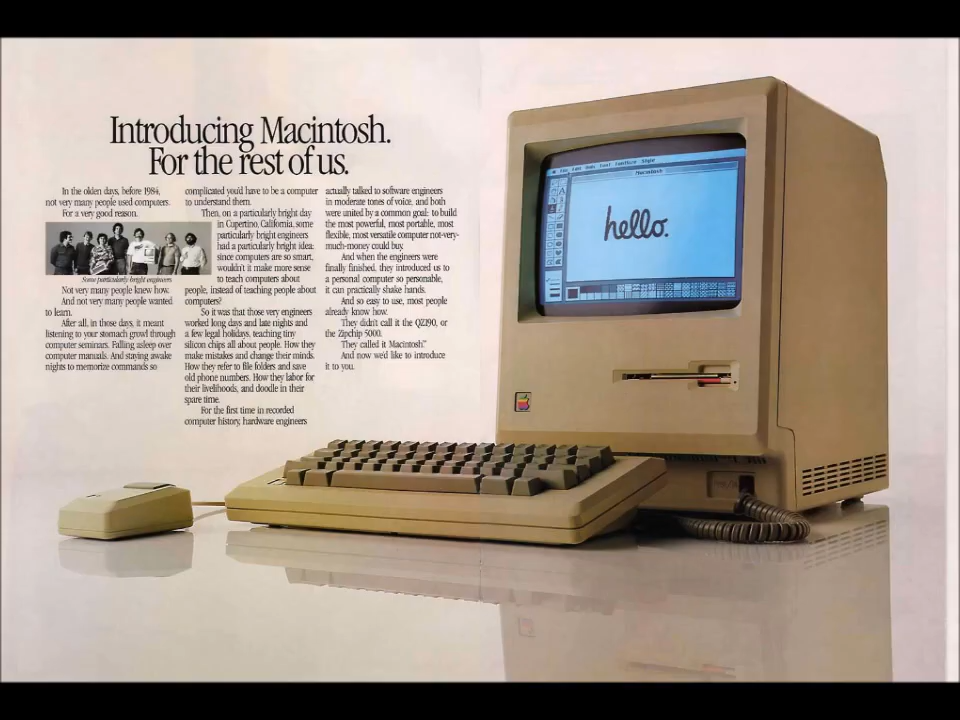 Introducing Macintosh.
For the rest of us.
In the olden days, before 1984,
not very many people used computers.
For a very good reason.
Some particularly bright engineers
Not very many people knew how.
And not very many people wanted
to learn.
After all, in those days, it meant
listening to your stomach growl through
computer seminars. Falling asleep over
computer manuals. And staying awake
nights to memorize commands so
complicated you'd have to be a computer
to understand them.
Then, on a particularly bright day
in Cupertino, California, some
particularly bright engineers
had a particularly bright idea:
since computers are so smart,
wouldn't it make more sense
to teach computers about
people, instead of teaching people about
computers?
So it was that those very engineers
worked long days and late nights and
a few legal holidays, teaching tiny
silicon chips all about people. How they
make mistakes and change their minds.
How they refer to file folders and save
old phone numbers. How they labor for
their livelihoods, and doodle in their
spare time.
For the first time in recorded
computer history, hardware engineers
actually talked to software engineers
in moderate tones of voice, and both
were united by a common goal: to build
the most powerful, most portable, most
flexible, most versatile computer not-very-
much-money could buy.
And when the engineers were
finally finished, they introduced us to
a personal computer so personable,
it can practically shake hands.
And so easy to use, most people
already know how.
They didn't call it the QZ190, or
the Zipchip 5000.
They called it Macintosh™
And now we'd like to introduce
it to you.
File Edit Goodies Font FontSize Style
Macintosh
hello.